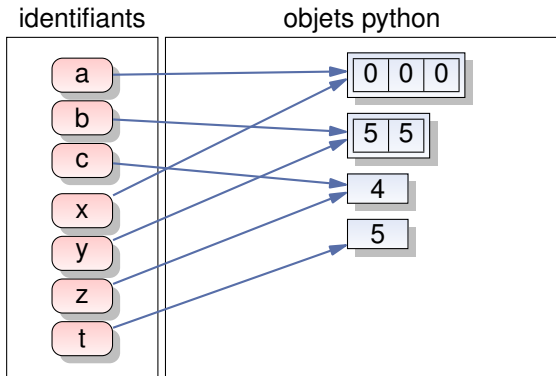 identifiants objets python
a 0 0 0
b 5 5
c 4
x
y 5
z
t